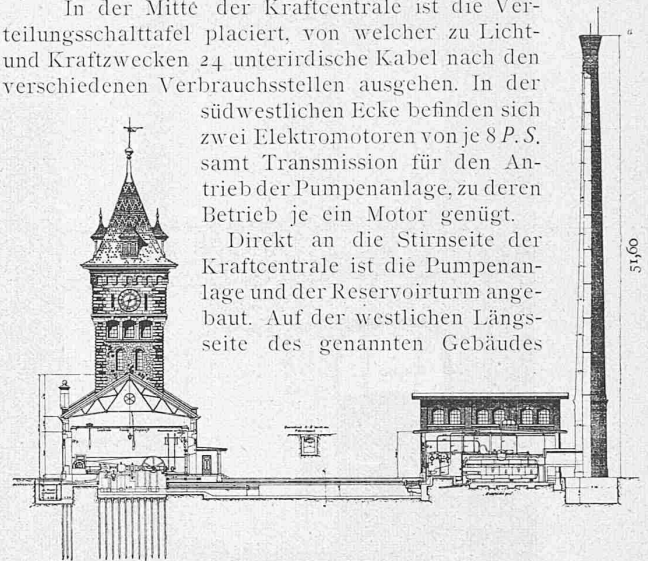 In der Mitte der Kraftcentrale ist die Ver-
teilungsschalttafel placiert, von welcher zu Licht-
und Kraftzwecken 24 unterirdische Kabel nach den
verschiedenen Verbrauchsstellen ausgehen. In der
südwestlichen Ecke befinden sich
zwei Elektromotoren von je 8 P. S.
samt Transmission für den An-
trieb der Pumpenanlage, zu deren
Betrieb je ein Motor genügt.
Direkt an die Stirnseite der
Kraftcentrale ist die Pumpenan-
lage und der Reservoirturm ange-
baut. Auf der westlichen Längs-
seite des genannten Gebäudes
51,60